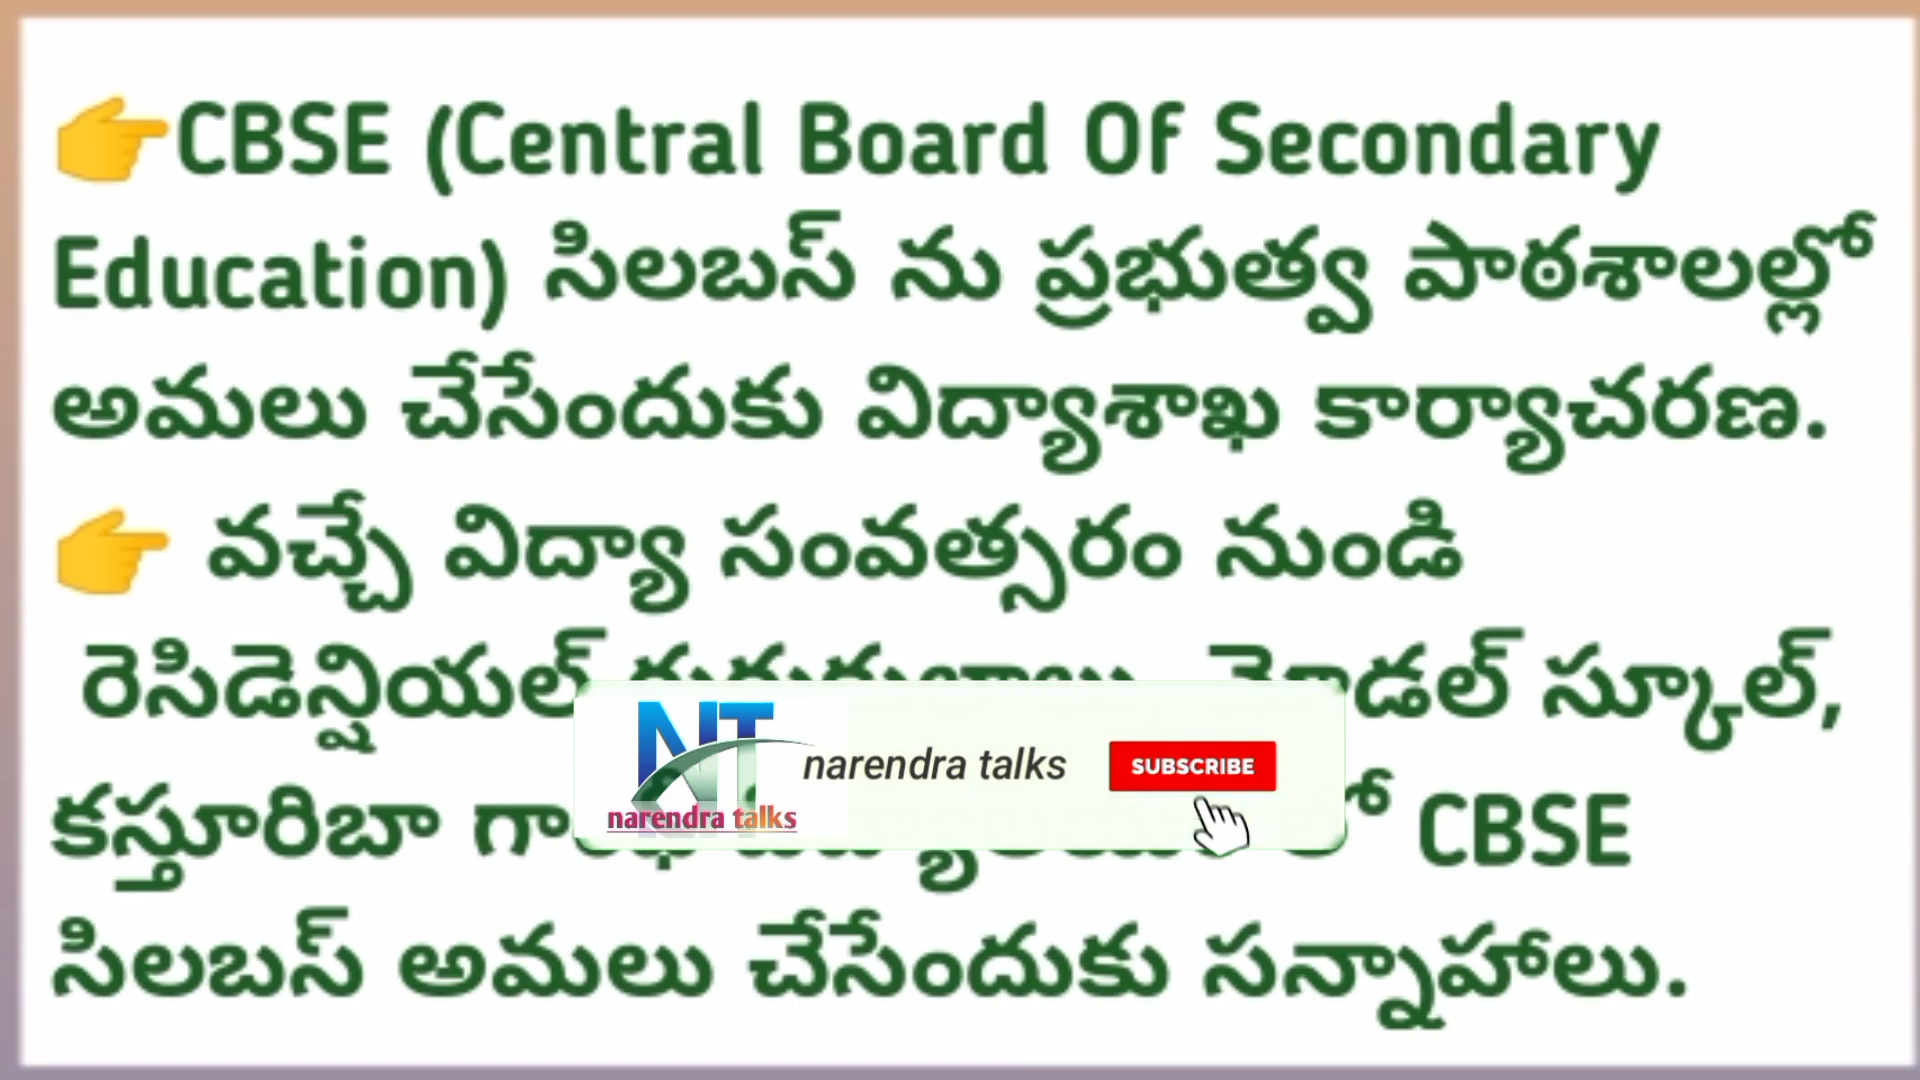 👉CBSE (Central Board Of Secondary
Education) సిలబస్ ను ప్రభుత్వ పాఠశాలల్లో
అమలు చేసేందుకు విద్యాశాఖ కార్యాచరణ.
👉 వచ్చే విద్యా సంవత్సరం నుండి
రెసిడెన్షియల్ మోడల్ స్కూల్,
కస్తూరిబా CBSE
సిలబస్ అమలు చేసేందుకు సన్నాహాలు.
NT
narendra talks
narendra talks
SUBSCRIBE